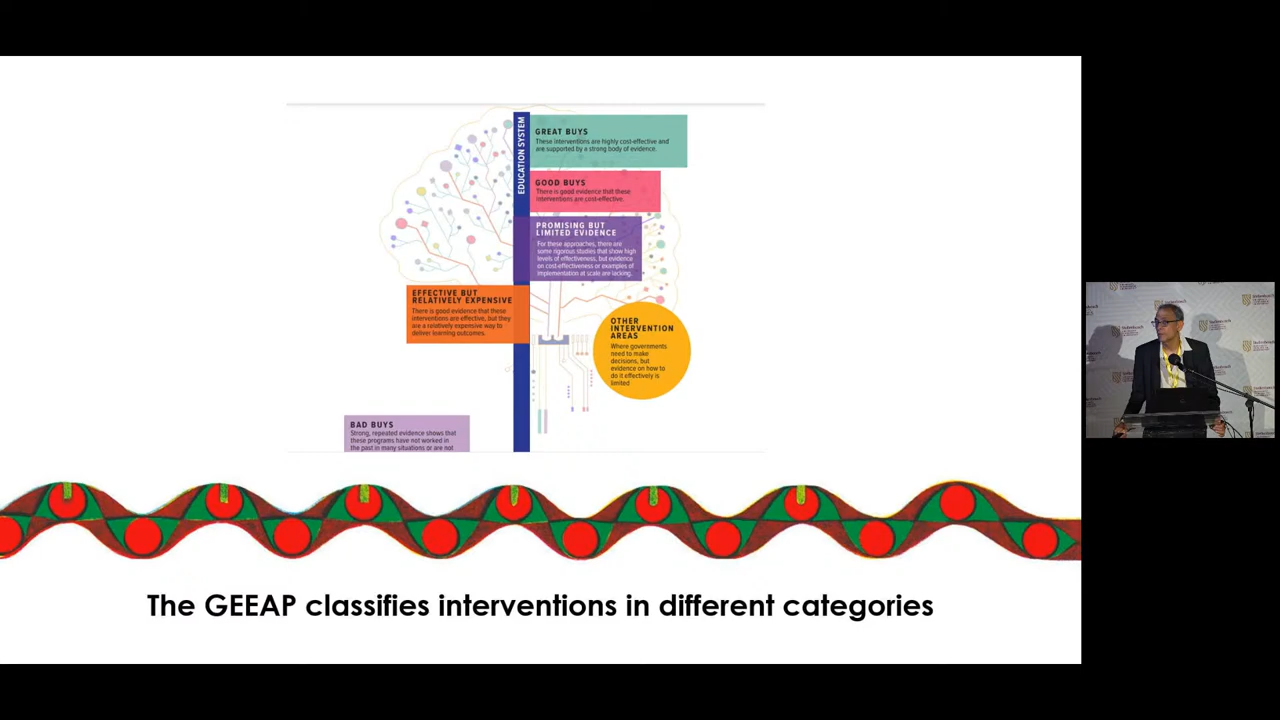 EDUCATION SYSTEM
GREAT BUYS
These interventions are highly cost-effective and
are supported by a strong body of evidence.
GOOD BUYS
There is good evidence that these
interventions are cost-effective.
PROMISING BUT
LIMITED EVIDENCE
For these approaches, there are
some rigorous studies that show high
levels of effectiveness, but evidence
on cost-effectiveness or examples of
implementation at scale are lacking.
EFFECTIVE BUT
RELATIVELY EXPENSIVE
There is good evidence that these
interventions are effective, but they
are a relatively expensive way to
deliver learning outcomes.
OTHER
INTERVENTION
AREAS
Where governments
need to make
decisions, but
evidence on how to
do it effectively is
limited
BAD BUYS
Strong, repeated evidence shows that
these programs have not worked in
the past in many situations or are not
The GEEAP classifies interventions in different categories